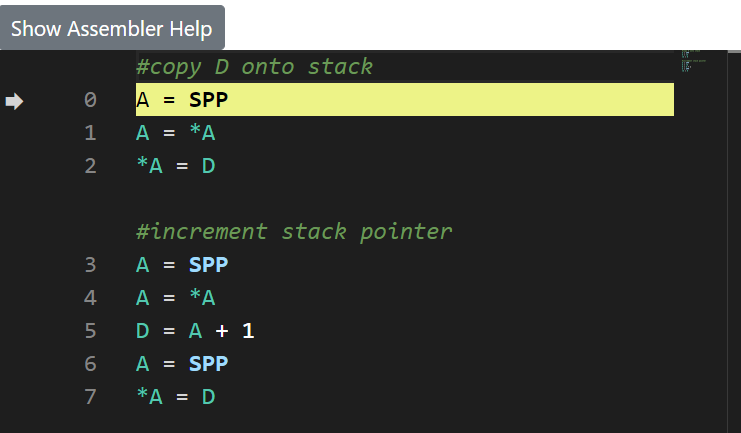 Show Assembler Help
#copy D onto stack
0 A = SPP
1 A = *A
2 *A = D
#increment stack pointer
3 A = SPP
4 A = *A
5 D = A + 1
6 A = SPP
7 *A = D